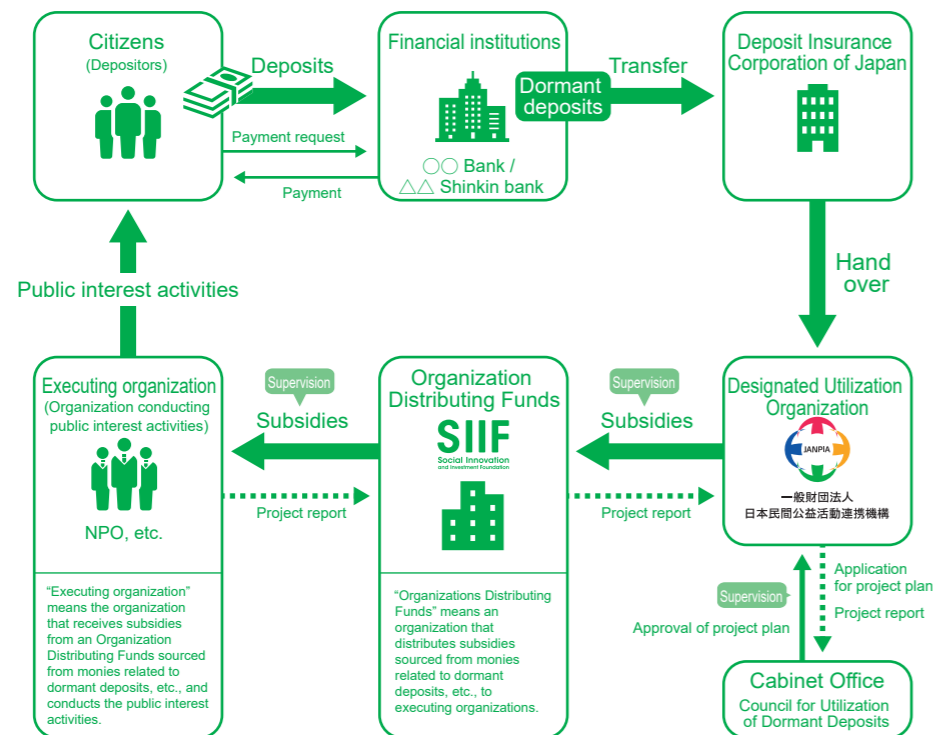 Citizens
(Depositors)
Deposits
Payment request
Payment
Financial institutions
Dormant
deposits
○○ Bank /
△△ Shinkin bank
Transfer
Deposit Insurance
Corporation of Japan
Hand
over
Public interest activities
Executing organization
(Organization conducting
public interest activities)
NPO, etc.
“Executing organization”
means the organization
that receives subsidies
from an Organization
Distributing Funds sourced
from monies related to
dormant deposits, etc., and
conducts the public interest
activities.
Supervision
Subsidies
Project report
Organization
Distributing Funds
SIIF
Social Innovation
and Investment Foundation
“Organizations Distributing
Funds” means an
organization that
distributes subsidies
sourced from monies
related to dormant
deposits, etc., to
executing organizations.
Supervision
Subsidies
Project report
Designated Utilization
Organization
JANPIA
一般財団法人
日本民間公益活動連携機構
Supervision
Approval of project plan
Application
for project plan
Project report
Cabinet Office
Council for Utilization
of Dormant Deposits